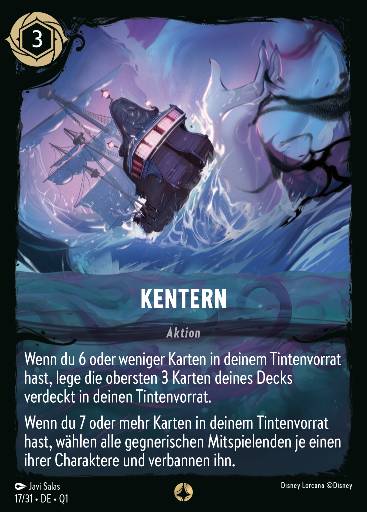 3
KENTERN
Aktion
Wenn du 6 oder weniger Karten in deinem Tintenvorrat
hast, lege die obersten 3 Karten deines Decks
verdeckt in deinen Tintenvorrat.
Wenn du 7 oder mehr Karten in deinem Tintenvorrat
hast, wählen alle gegnerischen Mitspielenden je einen
ihrer Charaktere und verbannen ihn.
Javi Salas
Disney Lorcana ©Disney
17/31 • DE • Q1